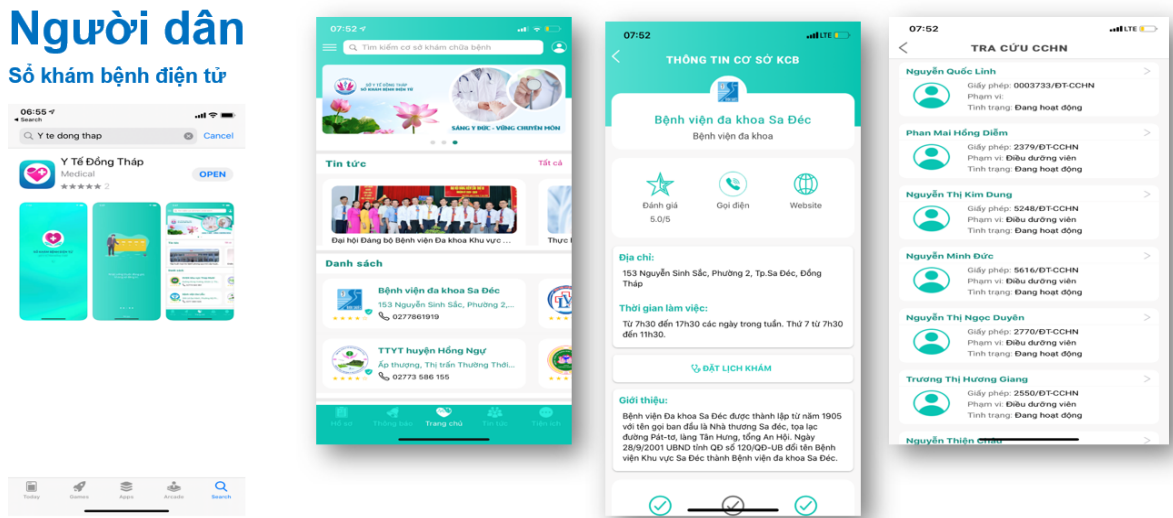 Người dân
Sổ khám bệnh điện tử
06:55
Search
Y te dong thap
Cancel
Y Tế Đồng Tháp
Medical
★★★★★ 2
OPEN
Today
Games
Apps
Arcade
Search
07:52
Tìm kiếm cơ sở khám chữa bệnh
SỞ Y TẾ ĐỒNG THÁP
SỔ KHÁM BỆNH ĐIỆN TỬ
SÁNG Y ĐỨC - VỮNG CHUYÊN MÔN
Tin tức
Tất cả
Đại hội Đảng bộ Bệnh viện Đa khoa Khu vực ...
Danh sách
Bệnh viện đa khoa Sa Đéc
153 Nguyễn Sinh Sắc, Phường 2,...
0277861919
TTYT huyện Hồng Ngự
Ấp thượng, Thị trấn Thường Thới...
02773 586 155
Hồ sơ
Thông báo
Trang chủ
Tin tức
Tiện ích
07:52
LTE
THÔNG TIN CƠ SỞ KCB
Bệnh viện đa khoa Sa Đéc
Bệnh viện đa khoa
Đánh giá
5.0/5
Gọi điện
Website
Địa chỉ:
153 Nguyễn Sinh Sắc, Phường 2, Tp.Sa Đéc, Đồng
Tháp
Thời gian làm việc:
Từ 7h30 đến 17h30 các ngày trong tuần. Thứ 7 từ 7h30
đến 11h30.
ĐẶT LỊCH KHÁM
Giới thiệu:
Bệnh viện Đa khoa Sa Đéc được thành lập từ năm 1905
với tên gọi ban đầu là Nhà thương Sa đéc, tọa lạc
đường Pát-tơ, làng Tân Hưng, tổng An Hội. Ngày
28/9/2001 UBND tỉnh QĐ số 120/QĐ-UB đổi tên Bệnh
viện Khu vực Sa Đéc thành Bệnh viện đa khoa Sa Đéc.
07:52
LTE
TRA CỨU CCHN
Nguyễn Quốc Linh
Giấy phép: 0003733/ĐT-CCHN
Phạm vi:
Tình trạng: Đang hoạt động
Phan Mai Hồng Diễm
Giấy phép: 2379/ĐT-CCHN
Phạm vi: Điều dưỡng viên
Tình trạng: Đang hoạt động
Nguyễn Thị Kim Dung
Giấy phép: 5248/ĐT-CCHN
Phạm vi: Điều dưỡng viên
Tình trạng: Đang hoạt động
Nguyễn Minh Đức
Giấy phép: 5616/ĐT-CCHN
Phạm vi: Điều dưỡng viên
Tình trạng: Đang hoạt động
Nguyễn Thị Ngọc Duyên
Giấy phép: 2770/ĐT-CCHN
Phạm vi: Điều dưỡng viên
Tình trạng: Đang hoạt động
Trương Thị Hương Giang
Giấy phép: 2550/ĐT-CCHN
Phạm vi: Điều dưỡng viên
Tình trạng: Đang hoạt động
Nguyễn Thiện